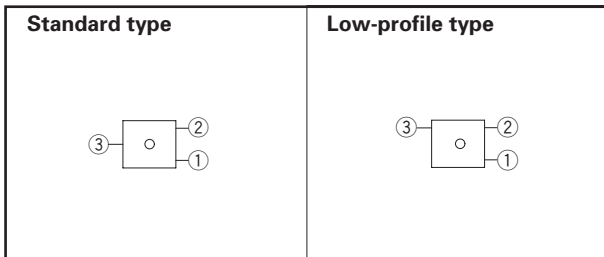 Standard type
Low-profile type
③ ② ①
③ ② ①